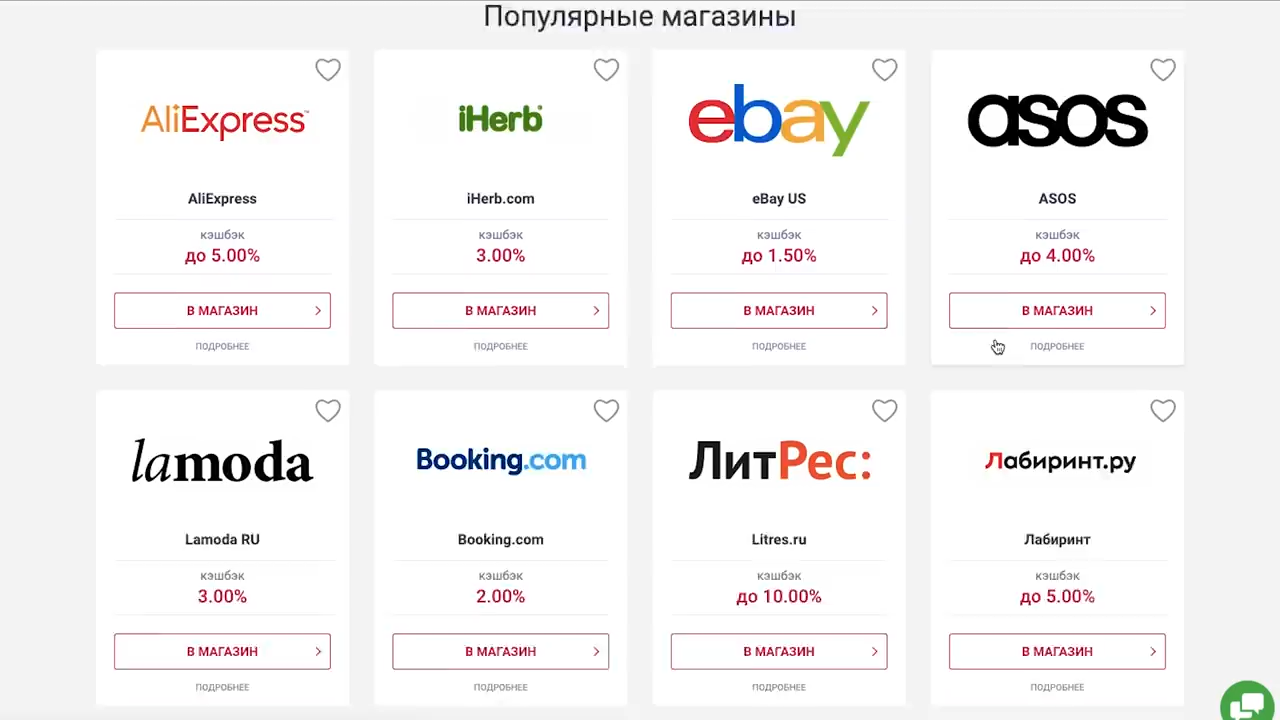 Популярные магазины
AliExpress™
iHerb®
ebay
asos
AliExpress
iHerb.com
eBay US
ASOS
кэшбэк
кэшбэк
кэшбэк
кэшбэк
до 5.00%
3.00%
до 1.50%
до 4.00%
В МАГАЗИН
В МАГАЗИН
В МАГАЗИН
В МАГАЗИН
ПОДРОБНЕЕ
ПОДРОБНЕЕ
ПОДРОБНЕЕ
ПОДРОБНЕЕ
lamoda
Booking.com
ЛитРес:
Лабиринт.ру
Lamoda RU
Booking.com
Litres.ru
Лабиринт
кэшбэк
кэшбэк
кэшбэк
кэшбэк
3.00%
2.00%
до 10.00%
до 5.00%
В МАГАЗИН
В МАГАЗИН
В МАГАЗИН
В МАГАЗИН
ПОДРОБНЕЕ
ПОДРОБНЕЕ
ПОДРОБНЕЕ
ПОДРОБНЕЕ